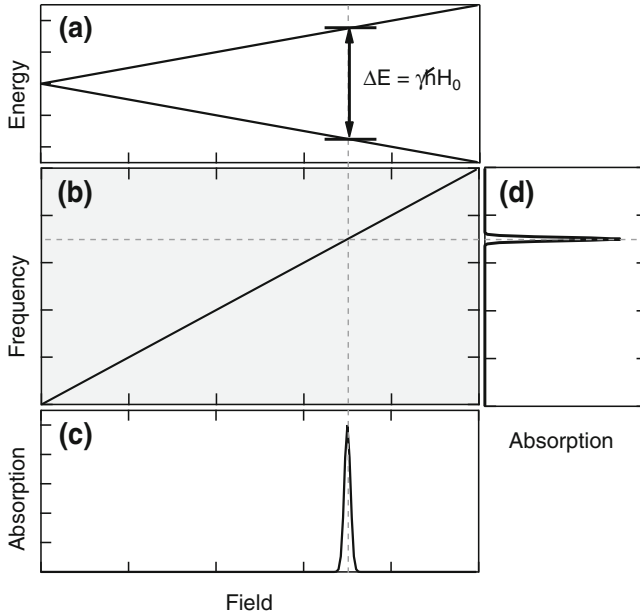 (a)
Energy
ΔE = γℏH₀
(b)
Frequency
(d)
Absorption
(c)
Absorption
Field